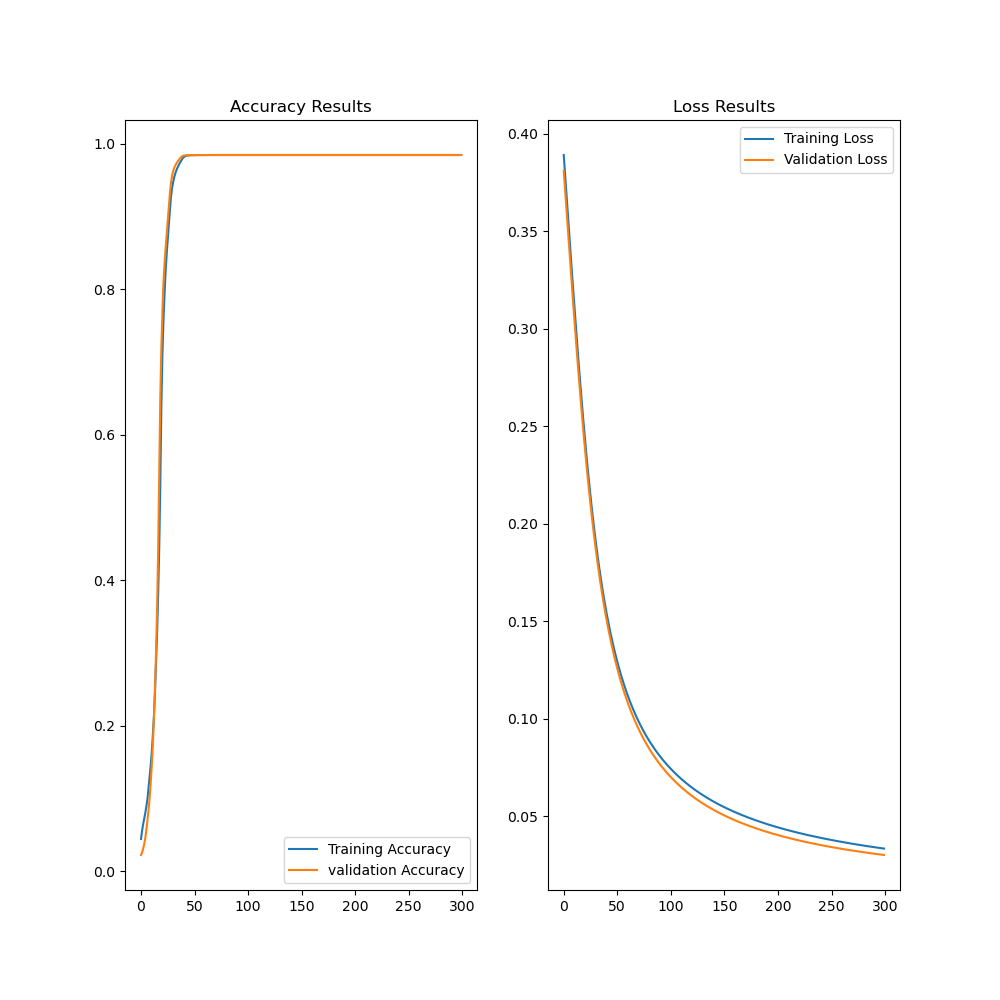 Accuracy Results
1.0
0.8
0.6
0.4
0.2
0.0
Training Accuracy
validation Accuracy
0 50 100 150 200 250 300
Loss Results
0.40
0.35
0.30
0.25
0.20
0.15
0.10
0.05
Training Loss
Validation Loss
0 50 100 150 200 250 300